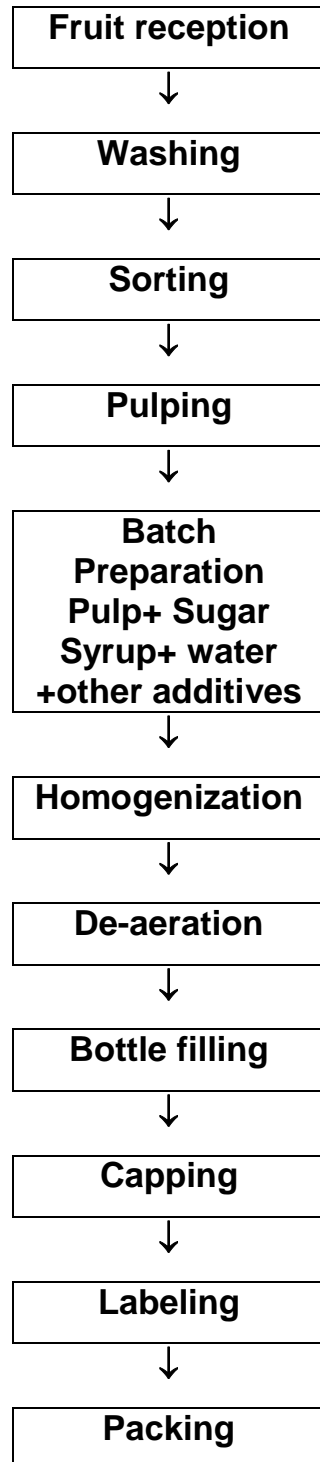 Fruit reception
↓
Washing
↓
Sorting
↓
Pulping
↓
Batch
Preparation
Pulp+ Sugar
Syrup+ water
+other additives
↓
Homogenization
↓
De-aeration
↓
Bottle filling
↓
Capping
↓
Labeling
↓
Packing